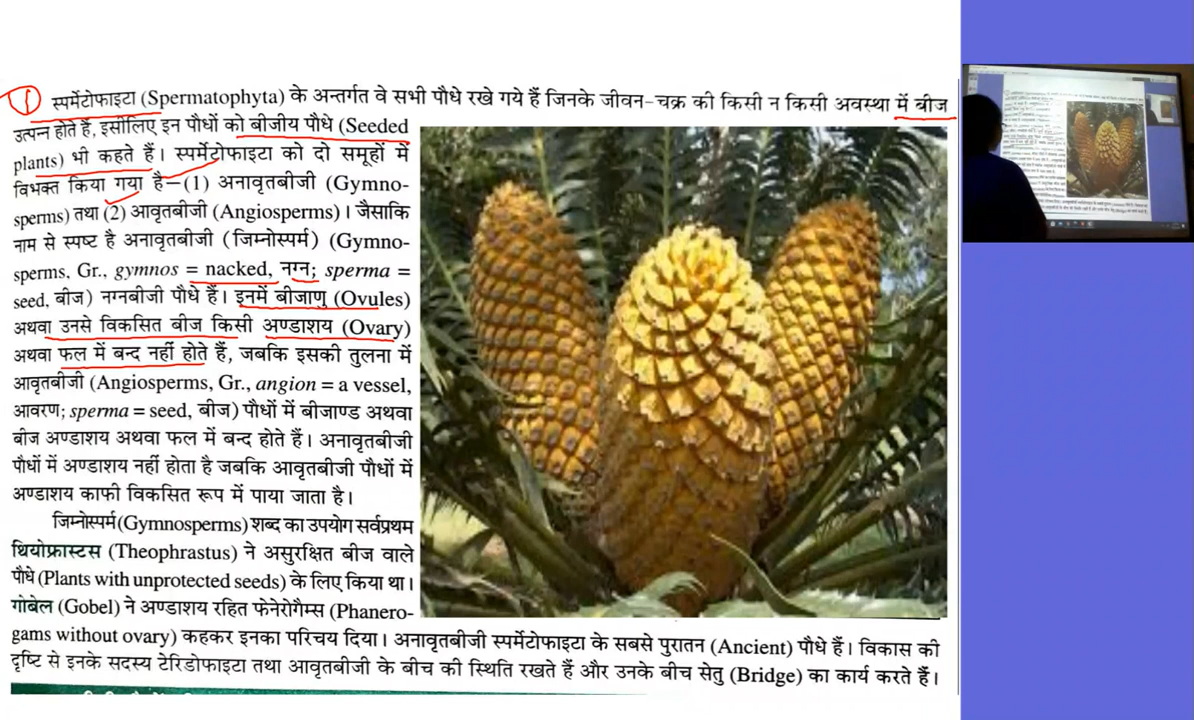 स्पर्मेटोफाइटा (Spermatophyta) के अन्तर्गत वे सभी पौधे रखे गये हैं जिनके जीवन-चक्र की किसी न किसी अवस्था में बीज
उत्पन्न होते हैं, इसीलिए इन पौधों को बीजीय पौधे (Seeded
plants) भी कहते हैं। स्पर्मेटोफाइटा को दो समूहों में
विभक्त किया गया है—(1) अनावृतबीजी (Gymno-
sperms) तथा (2) आवृतबीजी (Angiosperms)। जैसाकि
नाम से स्पष्ट है अनावृतबीजी (जिम्नोस्पर्म) (Gymno-
sperms, Gr., gymnos = nacked, नग्न; sperma =
seed, बीज) नग्नबीजी पौधे हैं। इनमें बीजाणु (Ovules)
अथवा उनसे विकसित बीज किसी अण्डाशय (Ovary)
अथवा फल में बन्द नहीं होते हैं, जबकि इसकी तुलना में
आवृतबीजी (Angiosperms, Gr., angion = a vessel,
आवरण; sperma = seed, बीज) पौधों में बीजाण्ड अथवा
बीज अण्डाशय अथवा फल में बन्द होते हैं। अनावृतबीजी
पौधों में अण्डाशय नहीं होता है जबकि आवृतबीजी पौधों में
अण्डाशय काफी विकसित रूप में पाया जाता है।
जिम्नोस्पर्म (Gymnosperms) शब्द का उपयोग सर्वप्रथम
थियोफ्रास्टस (Theophrastus) ने असुरक्षित बीज वाले
पौधे (Plants with unprotected seeds) के लिए किया था।
गोबेल (Gobel) ने अण्डाशय रहित फेनेरोगैम्स (Phanero-
gams without ovary) कहकर इनका परिचय दिया। अनावृतबीजी स्पर्मेटोफाइटा के सबसे पुरातन (Ancient) पौधे हैं। विकास की
दृष्टि से इनके सदस्य टेरिडोफाइटा तथा आवृतबीजी के बीच की स्थिति रखते हैं और उनके बीच सेतु (Bridge) का कार्य करते हैं।